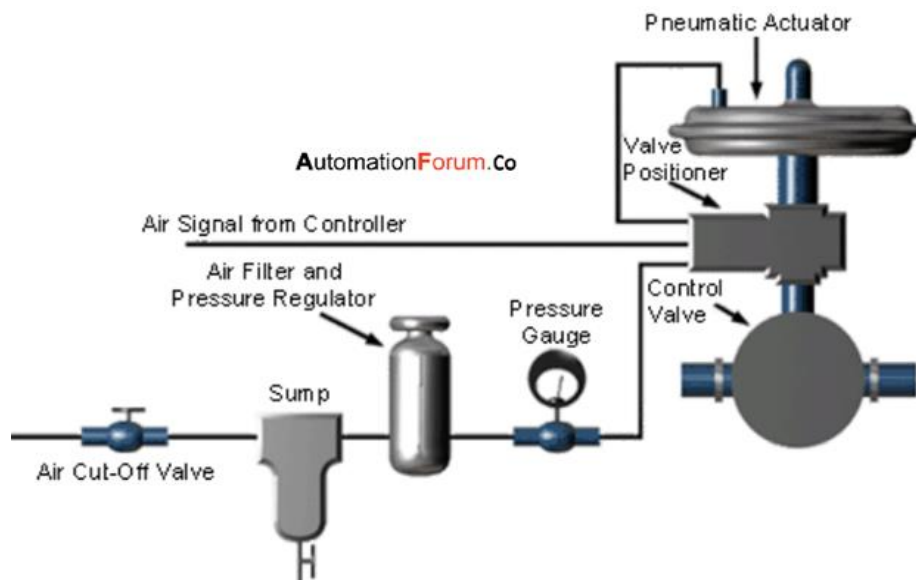 Pneumatic Actuator
AutomationForum.Co
Valve
Positioner
Air Signal from Controller
Air Filter and
Pressure Regulator
Pressure
Gauge
Control
Valve
Sump
Air Cut-Off Valve